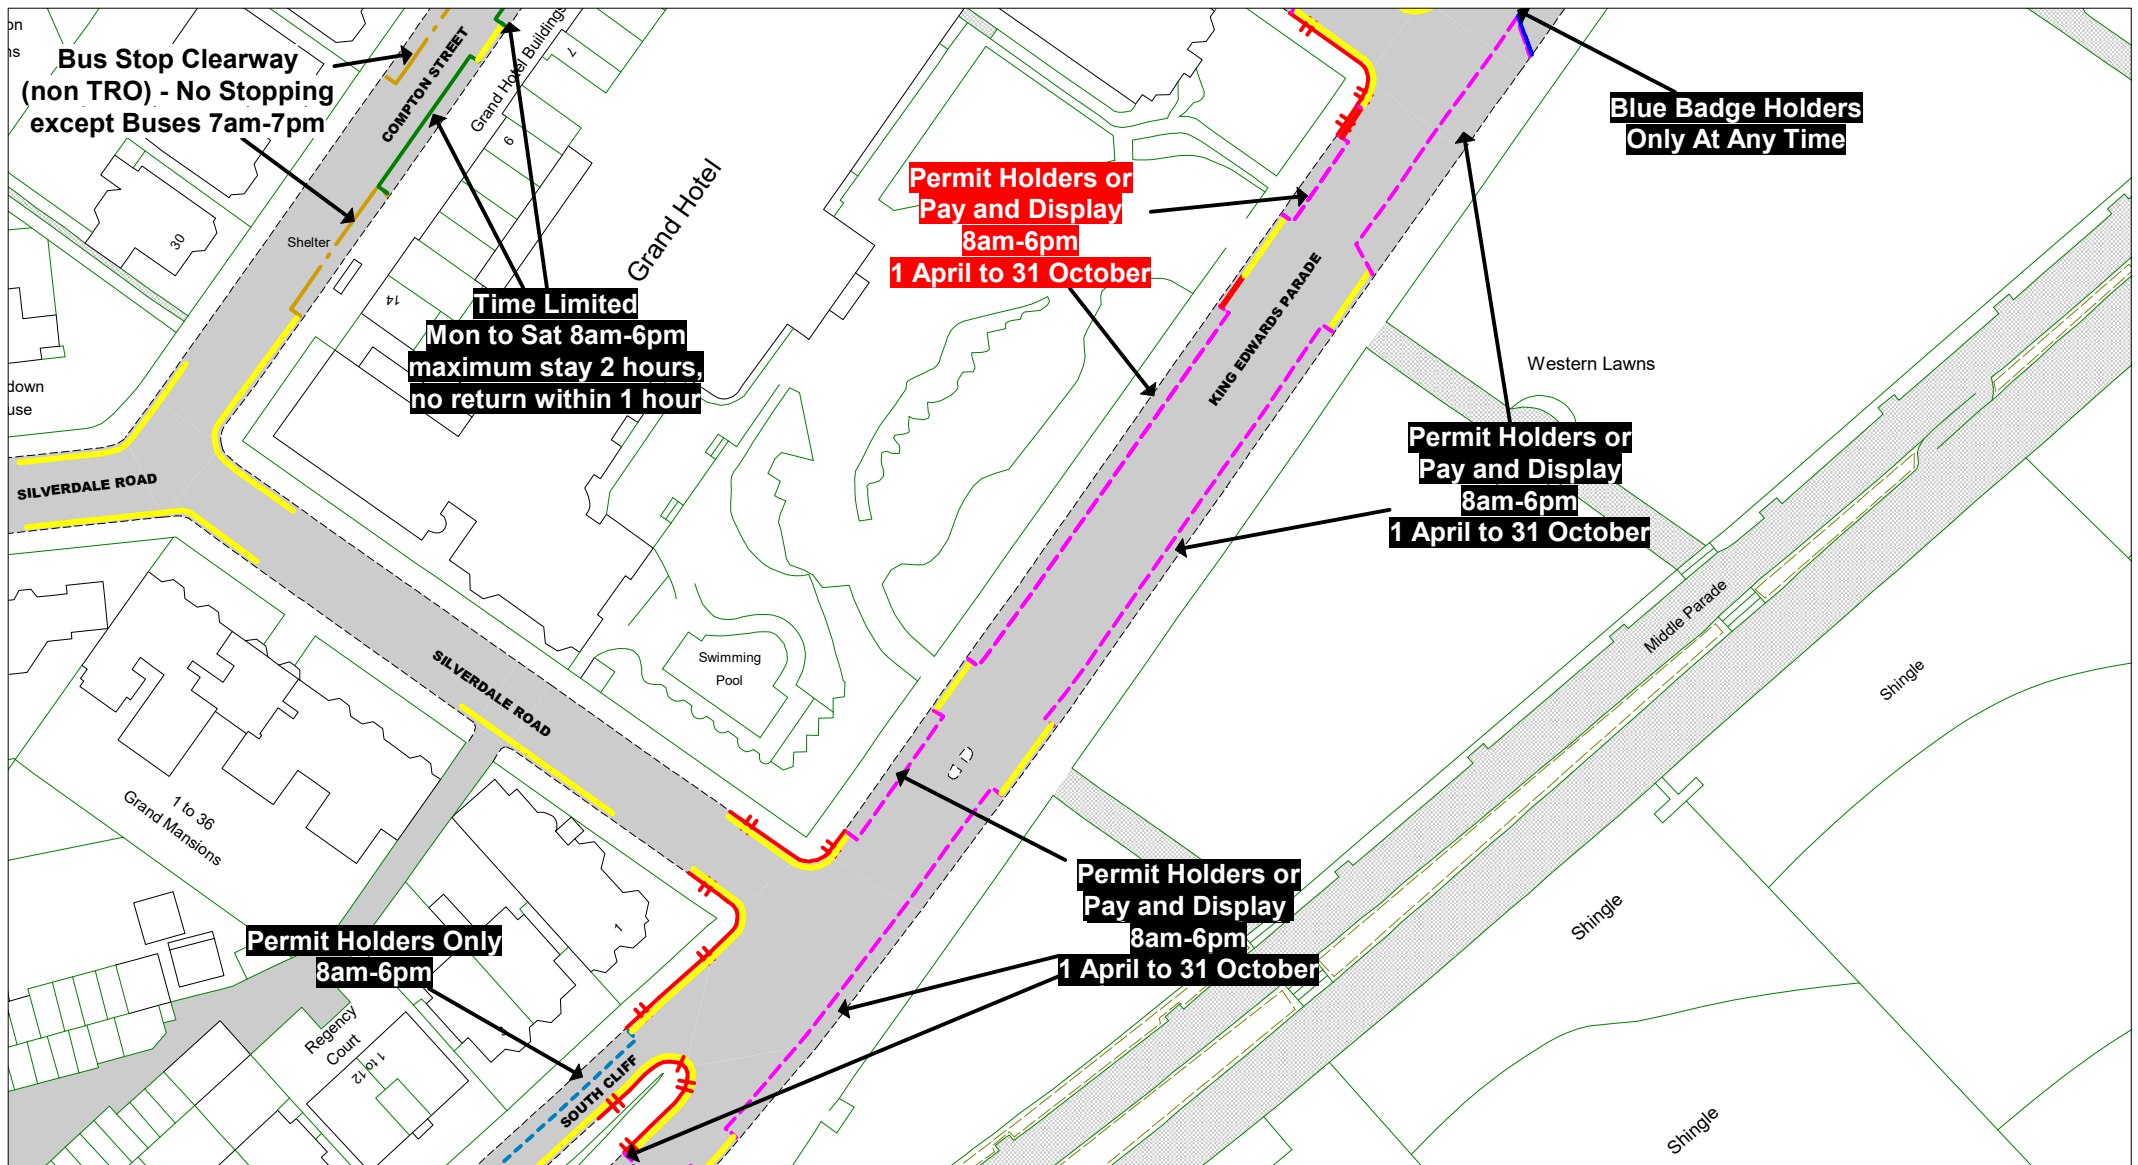 on
ns
Bus Stop Clearway
(non TRO) - No Stopping
except Buses 7am-7pm
COMPTON STREET
Grand Hotel Buildings
7
9
14
30
Shelter
Grand Hotel
Time Limited
Mon to Sat 8am-6pm
maximum stay 2 hours,
no return within 1 hour
Permit Holders or
Pay and Display
8am-6pm
1 April to 31 October
Blue Badge Holders
Only At Any Time
KING EDWARDS PARADE
Western Lawns
Permit Holders or
Pay and Display
8am-6pm
1 April to 31 October
down
use
SILVERDALE ROAD
SILVERDALE ROAD
Swimming
Pool
Middle Parade
Shingle
1 to 36
Grand Mansions
1
Permit Holders or
Pay and Display
8am-6pm
1 April to 31 October
Permit Holders Only
8am-6pm
Regency
Court
1 to 12
SOUTH CLIFF
Shingle
Shingle